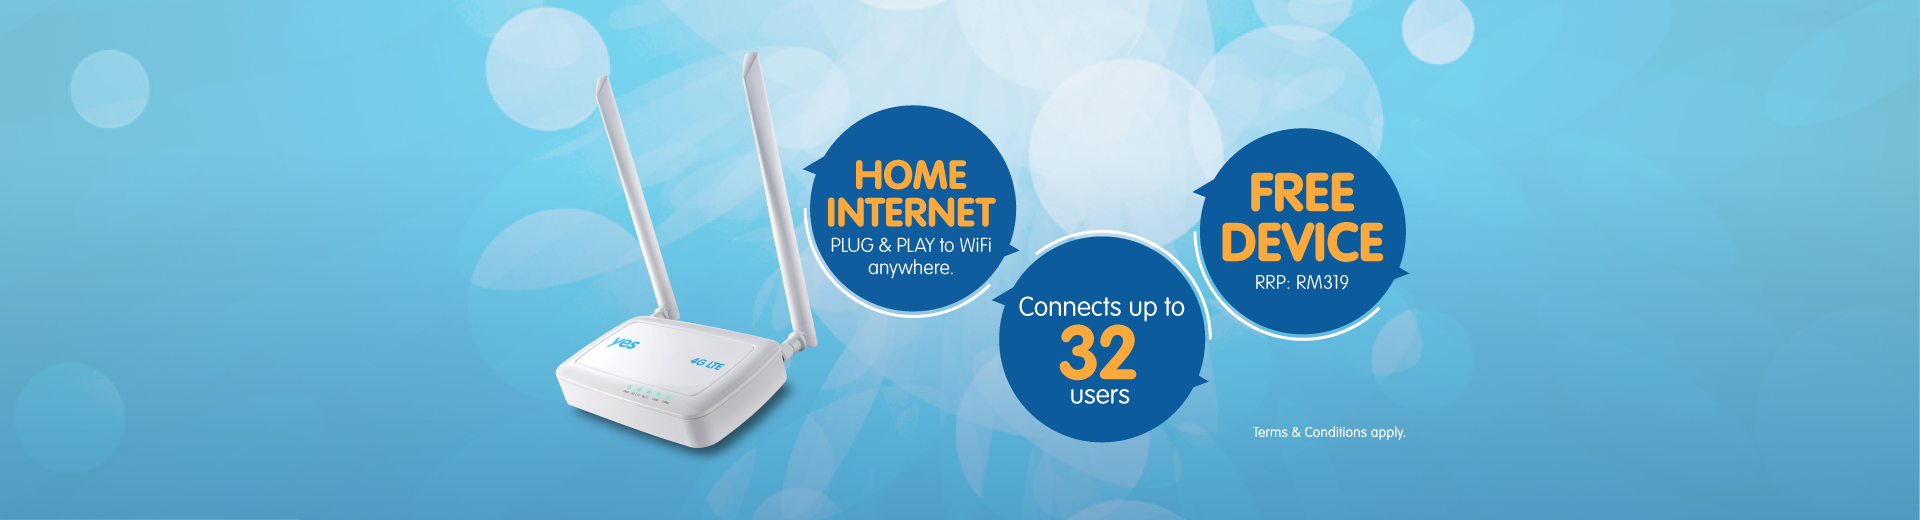 yes
4G LTE
HOME
INTERNET
PLUG & PLAY to WiFi
anywhere.
Connects up to
32
users
FREE
DEVICE
RRP: RM319
Terms & Conditions apply.